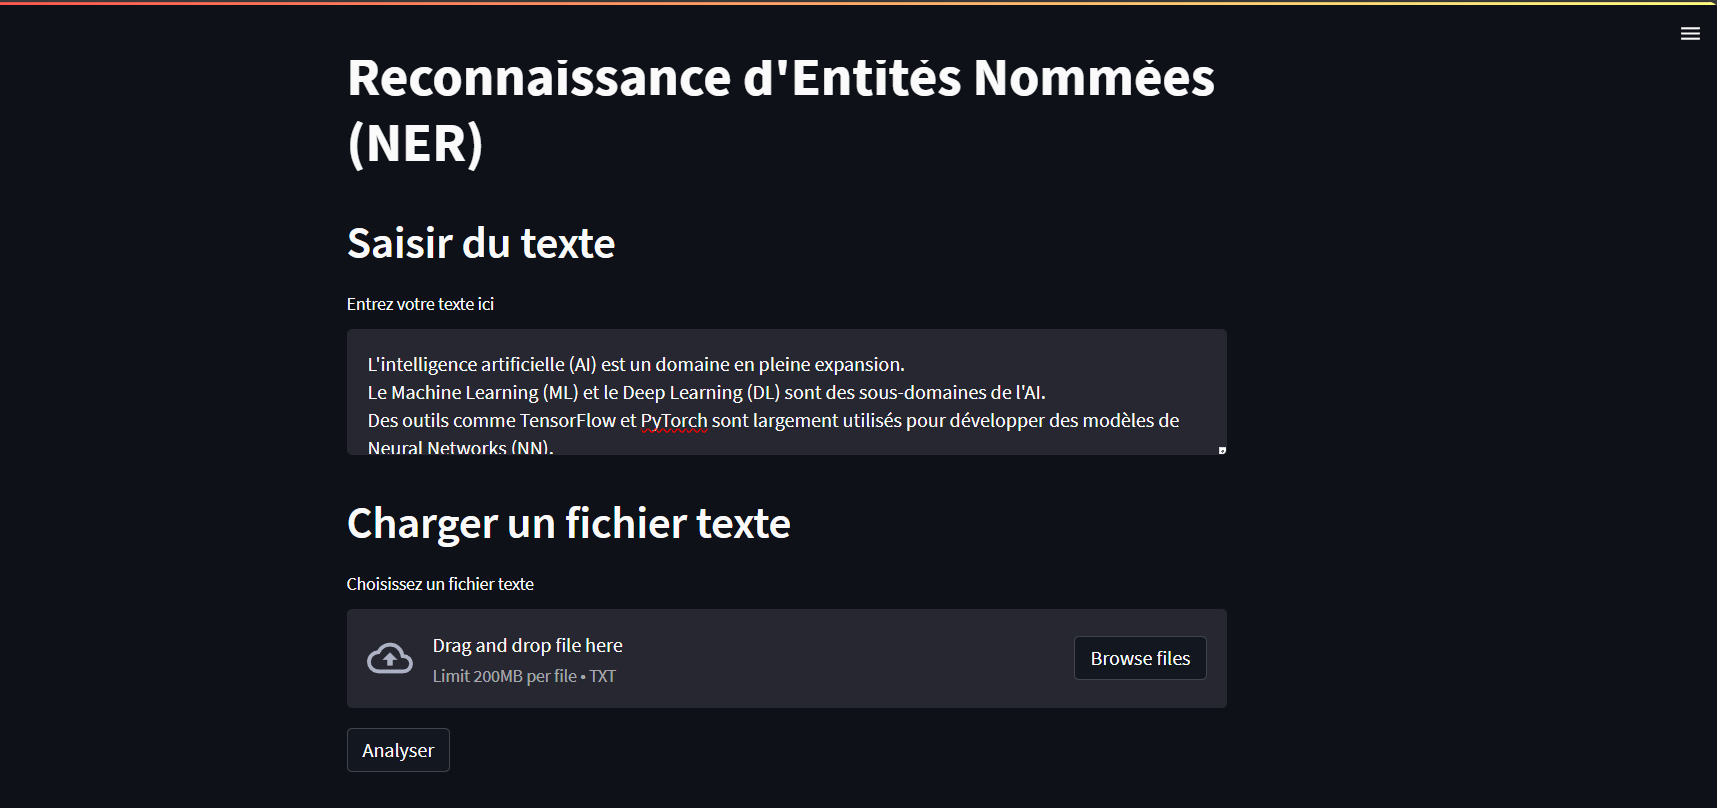 Reconnaissance d'Entités Nommées
(NER)
Saisir du texte
Entrez votre texte ici
L'intelligence artificielle (AI) est un domaine en pleine expansion.
Le Machine Learning (ML) et le Deep Learning (DL) sont des sous-domaines de l'AI.
Des outils comme TensorFlow et PyTorch sont largement utilisés pour développer des modèles de
Neural Networks (NN).
Charger un fichier texte
Choisissez un fichier texte
Drag and drop file here
Limit 200MB per file • TXT
Browse files
Analyser